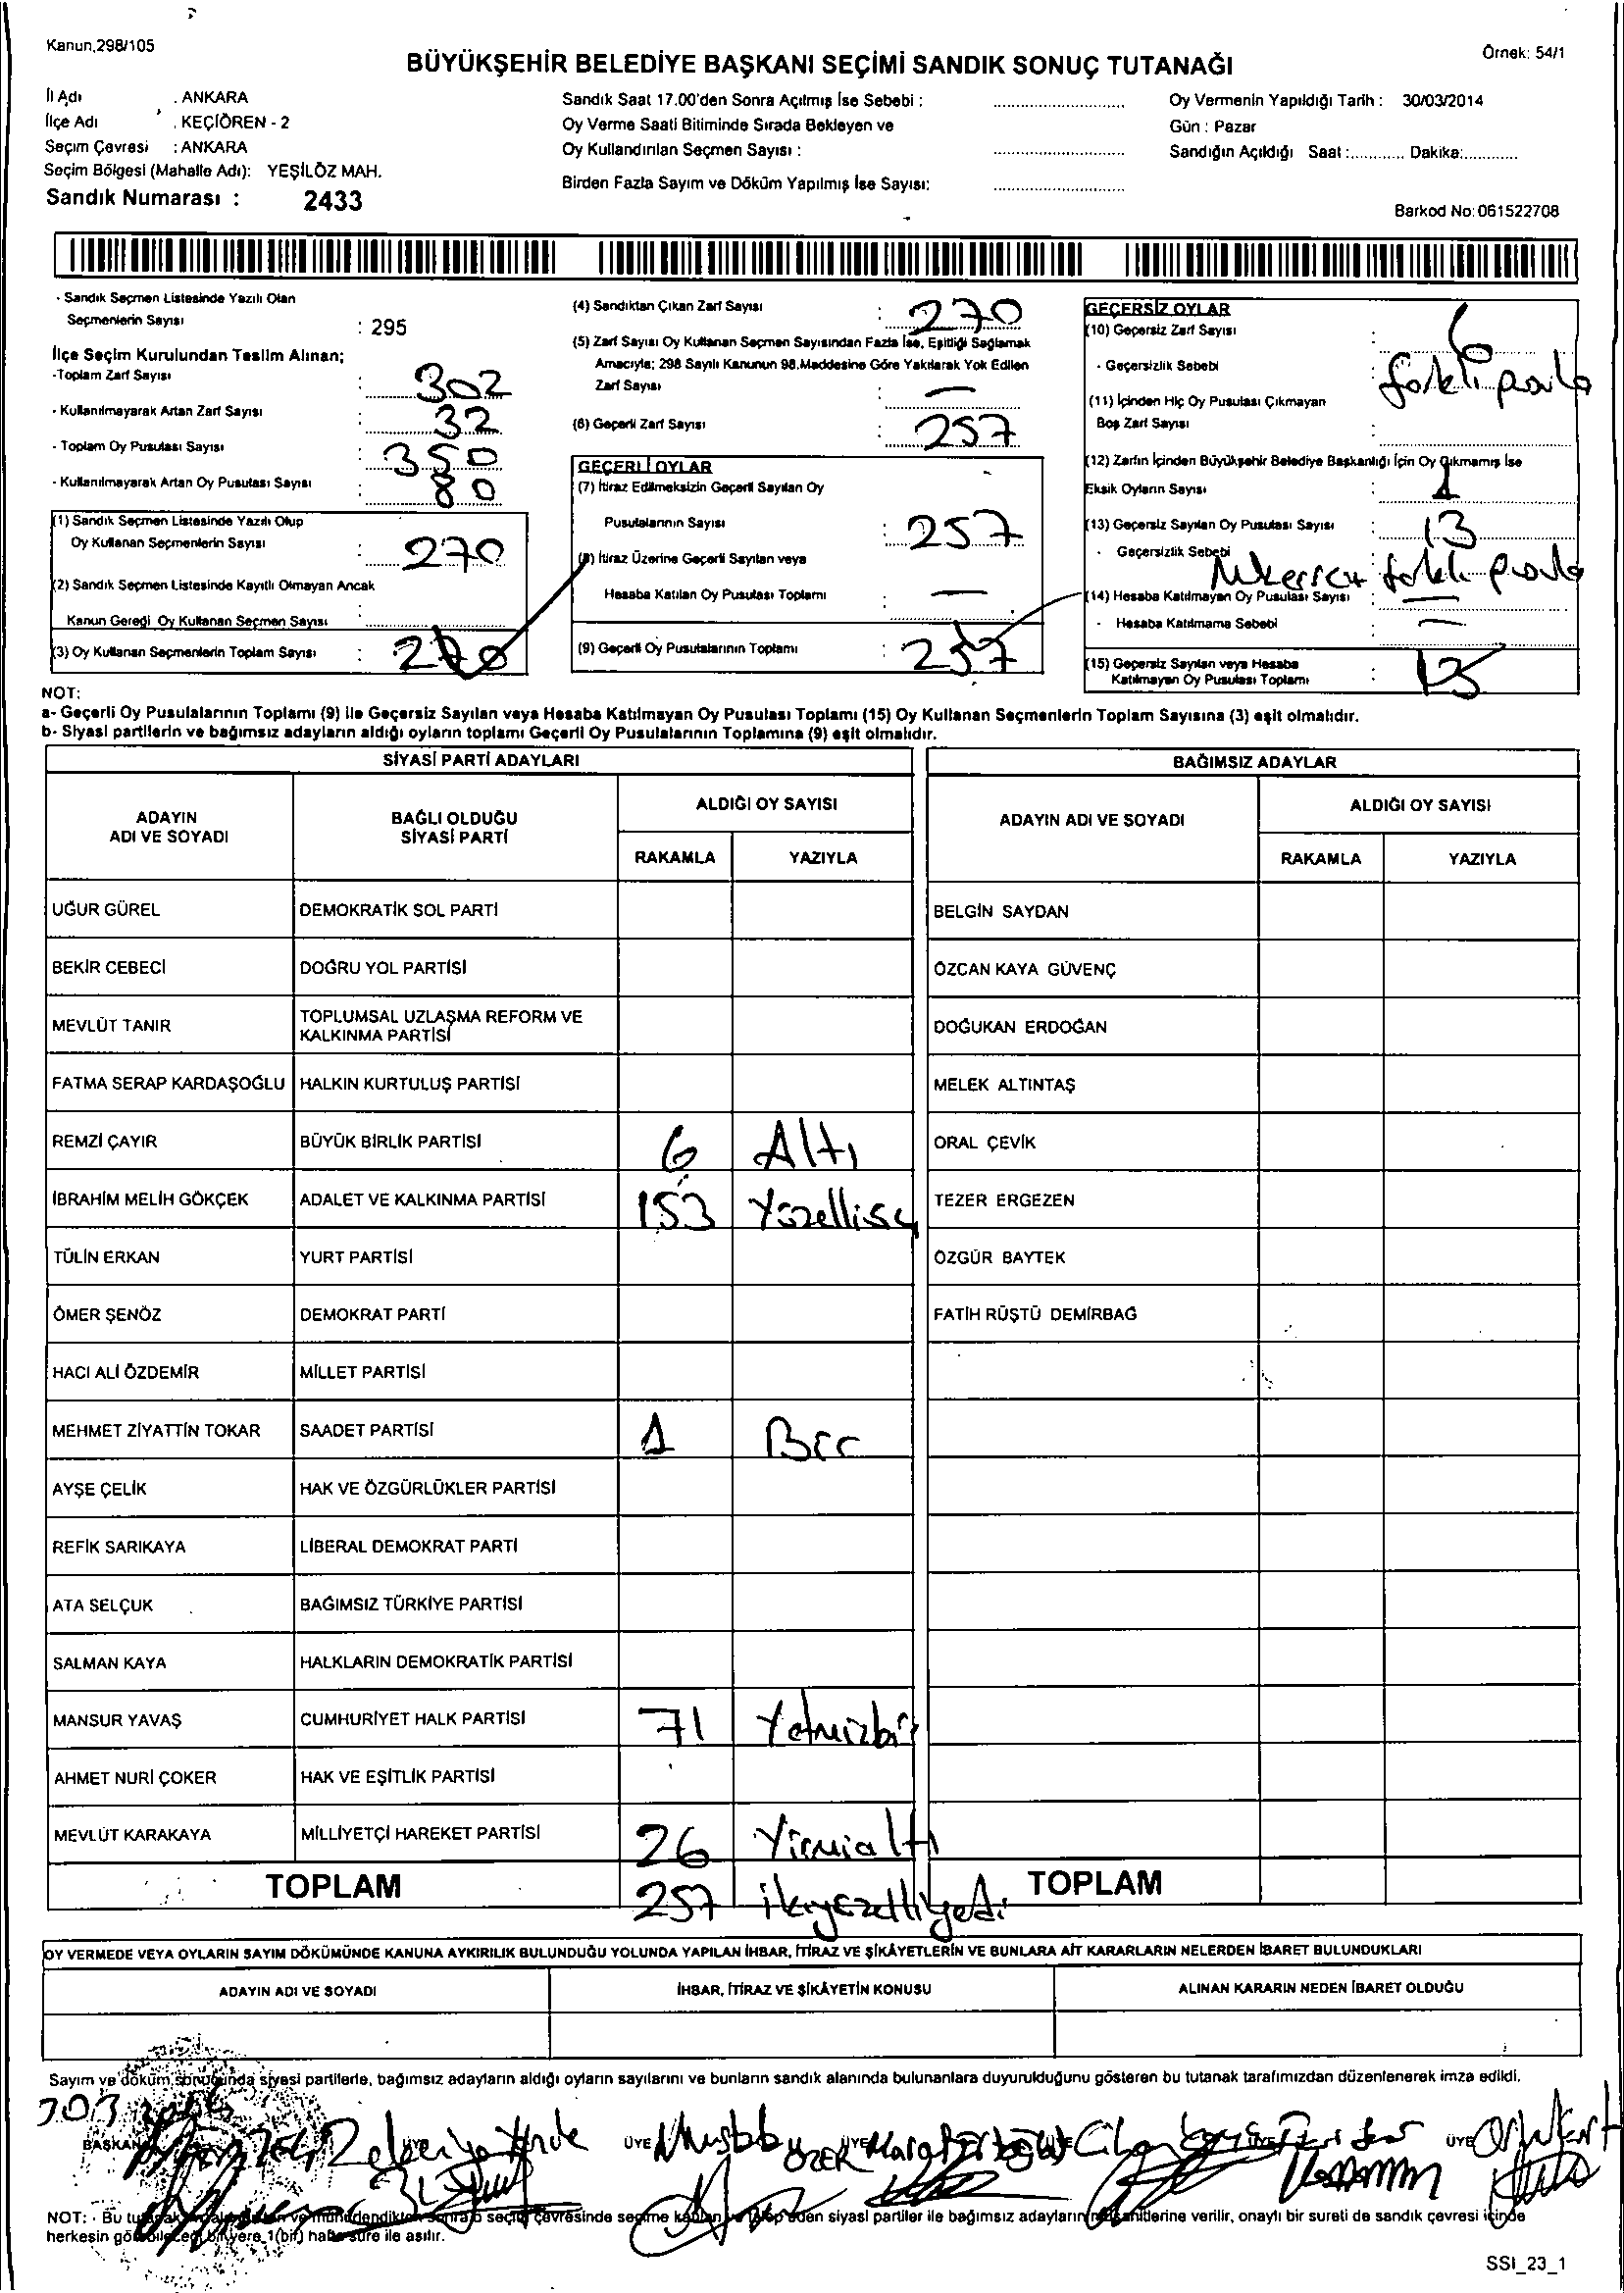 Kanun,298/105
Örnek: 54/1
BÜYÜKŞEHİR BELEDİYE BAŞKANI SEÇİMİ SANDIK SONUÇ TUTANAĞI
İl Adı : ANKARA
İlçe Adı : KEÇİÖREN - 2
Seçim Çevresi : ANKARA
Seçim Bölgesi (Mahalle Adı): YEŞİLÖZ MAH.
Sandık Numarası : 2433
Sandık Saat 17.00'den Sonra Açılmış İse Sebebi :
Oy Verme Saati Bitiminde Sırada Bekleyen ve
Oy Kullandırılan Seçmen Sayısı :
Birden Fazla Sayım ve Döküm Yapılmış İse Sayısı:
Oy Vermenin Yapıldığı Tarih : 30/03/2014
Gün : Pazar
Sandığın Açıldığı Saat :............ Dakika:............
Barkod No: 061522708
- Sandık Seçmen Listesinde Yazılı Olan
Seçmenlerin Sayısı : 295
İlçe Seçim Kurulundan Teslim Alınan;
-Toplam Zarf Sayısı : 302
- Kullanılmayarak Artan Zarf Sayısı : 32
- Toplam Oy Pusulası Sayısı : 350
- Kullanılmayarak Artan Oy Pusulası Sayısı : 80
(1) Sandık Seçmen Listesinde Yazılı Olup
Oy Kullanan Seçmenlerin Sayısı : 270
(2) Sandık Seçmen Listesinde Kayıtlı Olmayan Ancak
Kanun Gereği Oy Kullanan Seçmen Sayısı :
(3) Oy Kullanan Seçmenlerin Toplam Sayısı : 270
(4) Sandıktan Çıkan Zarf Sayısı : 270
(5) Zarf Sayısı Oy Kullanan Seçmen Sayısından Fazla İse, Eşitliği Sağlamak
Amacıyla; 298 Sayılı Kanunun 98.Maddesine Göre Yakılarak Yok Edilen
Zarf Sayısı : —
(6) Geçerli Zarf Sayısı : 257
GEÇERLİ OYLAR
(7) İtiraz Edilmeksizin Geçerli Sayılan Oy
Pusulalarının Sayısı : 257
(8) İtiraz Üzerine Geçerli Sayılan veya
Hesaba Katılan Oy Pusulası Toplamı : —
(9) Geçerli Oy Pusulalarının Toplamı : 257
GEÇERSİZ OYLAR
(10) Geçersiz Zarf Sayısı : 6
- Geçersizlik Sebebi : farklı parti
(11) İçinden Hiç Oy Pusulası Çıkmayan
Boş Zarf Sayısı :
(12) Zarfın İçinden Büyükşehir Belediye Başkanlığı İçin Oy Çıkmamış İse
Eksik Oyların Sayısı : 1
(13) Geçersiz Sayılan Oy Pusulası Sayısı : 13
- Geçersizlik Sebebi
(14) Hesaba Katılmayan Oy Pusulası Sayısı : —
- Hesaba Katılmama Sebebi : —
(15) Geçersiz Sayılan veya Hesaba
Katılmayan Oy Pusulası Toplamı : 13
NOT:
a- Geçerli Oy Pusulalarının Toplamı (9) ile Geçersiz Sayılan veya Hesaba Katılmayan Oy Pusulası Toplamı (15) Oy Kullanan Seçmenlerin Toplam Sayısına (3) eşit olmalıdır.
b- Siyasi partilerin ve bağımsız adayların aldığı oyların toplamı Geçerli Oy Pusulalarının Toplamına (9) eşit olmalıdır.
SİYASİ PARTİ ADAYLARI
BAĞIMSIZ ADAYLAR
ADAYIN ADI VE SOYADI
BAĞLI OLDUĞU SİYASİ PARTİ
ALDIĞI OY SAYISI
RAKAMLA YAZIYLA
ADAYIN ADI VE SOYADI
ALDIĞI OY SAYISI
RAKAMLA YAZIYLA
UĞUR GÜREL DEMOKRATİK SOL PARTİ BELGİN SAYDAN
BEKİR CEBECİ DOĞRU YOL PARTİSİ ÖZCAN KAYA GÜVENÇ
MEVLÜT TANIR TOPLUMSAL UZLAŞMA REFORM VE KALKINMA PARTİSİ DOĞUKAN ERDOĞAN
FATMA SERAP KARDAŞOĞLU HALKIN KURTULUŞ PARTİSİ MELEK ALTINTAŞ
REMZİ ÇAYIR BÜYÜK BİRLİK PARTİSİ 6 Altı ORAL ÇEVİK
İBRAHİM MELİH GÖKÇEK ADALET VE KALKINMA PARTİSİ 153 Yüzelliüç TEZER ERGEZEN
TÜLİN ERKAN YURT PARTİSİ ÖZGÜR BAYTEK
ÖMER ŞENÖZ DEMOKRAT PARTİ FATİH RÜŞTÜ DEMİRBAĞ
HACI ALİ ÖZDEMİR MİLLET PARTİSİ
MEHMET ZİYATTİN TOKAR SAADET PARTİSİ 1 Bir
AYŞE ÇELİK HAK VE ÖZGÜRLÜKLER PARTİSİ
REFİK SARIKAYA LİBERAL DEMOKRAT PARTİ
ATA SELÇUK BAĞIMSIZ TÜRKİYE PARTİSİ
SALMAN KAYA HALKLARIN DEMOKRATİK PARTİSİ
MANSUR YAVAŞ CUMHURİYET HALK PARTİSİ 71 Yetmizbir
AHMET NURİ ÇOKER HAK VE EŞİTLİK PARTİSİ
MEVLÜT KARAKAYA MİLLİYETÇİ HAREKET PARTİSİ 26 Yirmialtı
TOPLAM 257 ikiyüzelliyedi TOPLAM
OY VERMEDE VEYA OYLARIN SAYIM DÖKÜMÜNDE KANUNA AYKIRILIK BULUNDUĞU YOLUNDA YAPILAN İHBAR, İTİRAZ VE ŞİKÂYETLERİN VE BUNLARA AİT KARARLARIN NELERDEN İBARET BULUNDUKLARI
ADAYIN ADI VE SOYADI İHBAR, İTİRAZ VE ŞİKÂYETİN KONUSU ALINAN KARARIN NEDEN İBARET OLDUĞU
Sayım ve döküm sonucunda siyasi partilerle, bağımsız adayların aldığı oyların sayılarını ve bunların sandık alanında bulunanlara duyurulduğunu gösteren bu tutanak tarafımızdan düzenlenerek imza edildi.
BAŞKAN ÜYE Mustafa ÖZER ÜYE ÜYE
NOT: - Bu sonra o seçim çevresinde seçime katılan ve talep eden siyasi partiler ile bağımsız adayların müşahitlerine verilir, onaylı bir sureti de sandık çevresi içinde
herkesin görebileceği bir yere 1(bir) hafta süre ile asılır.
SSI_23_1